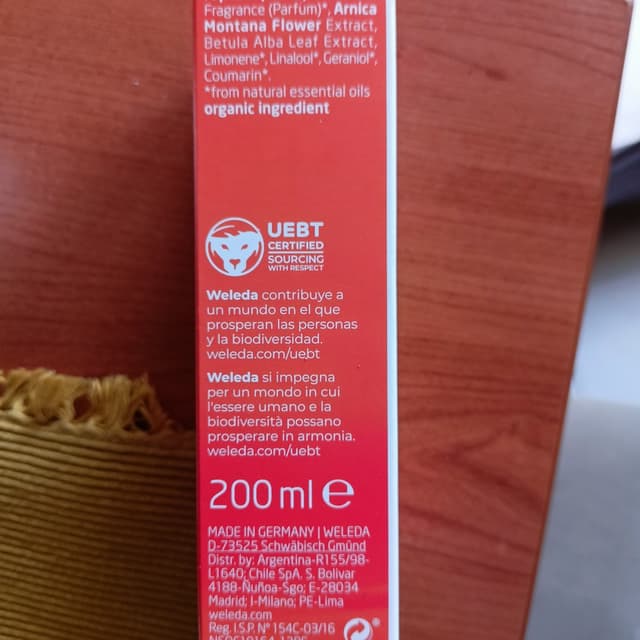 Fragrance (Parfum)*, Arnica
Montana Flower Extract,
Betula Alba Leaf Extract,
Limonene*, Linalool*, Geraniol*,
Coumarin*.
*from natural essential oils
organic ingredient
UEBT
CERTIFIED
SOURCING
WITH RESPECT
Weleda contribuye a
un mundo en el que
prosperan las personas
y la biodiversidad.
weleda.com/uebt
Weleda si impegna
per un mondo in cui
l'essere umano e la
biodiversità possano
prosperare in armonia.
weleda.com/uebt
200 ml e
MADE IN GERMANY | WELEDA
D-73525 Schwäbisch Gmünd
Distr. by: Argentina-R155/98-
L1640; Chile SpA. S. Bolivar
4188-Ñuñoa-Sgo; E-28034
Madrid; I-Milano; PE-Lima
weleda.com
Reg. I.S.P. N° 154C-03/16